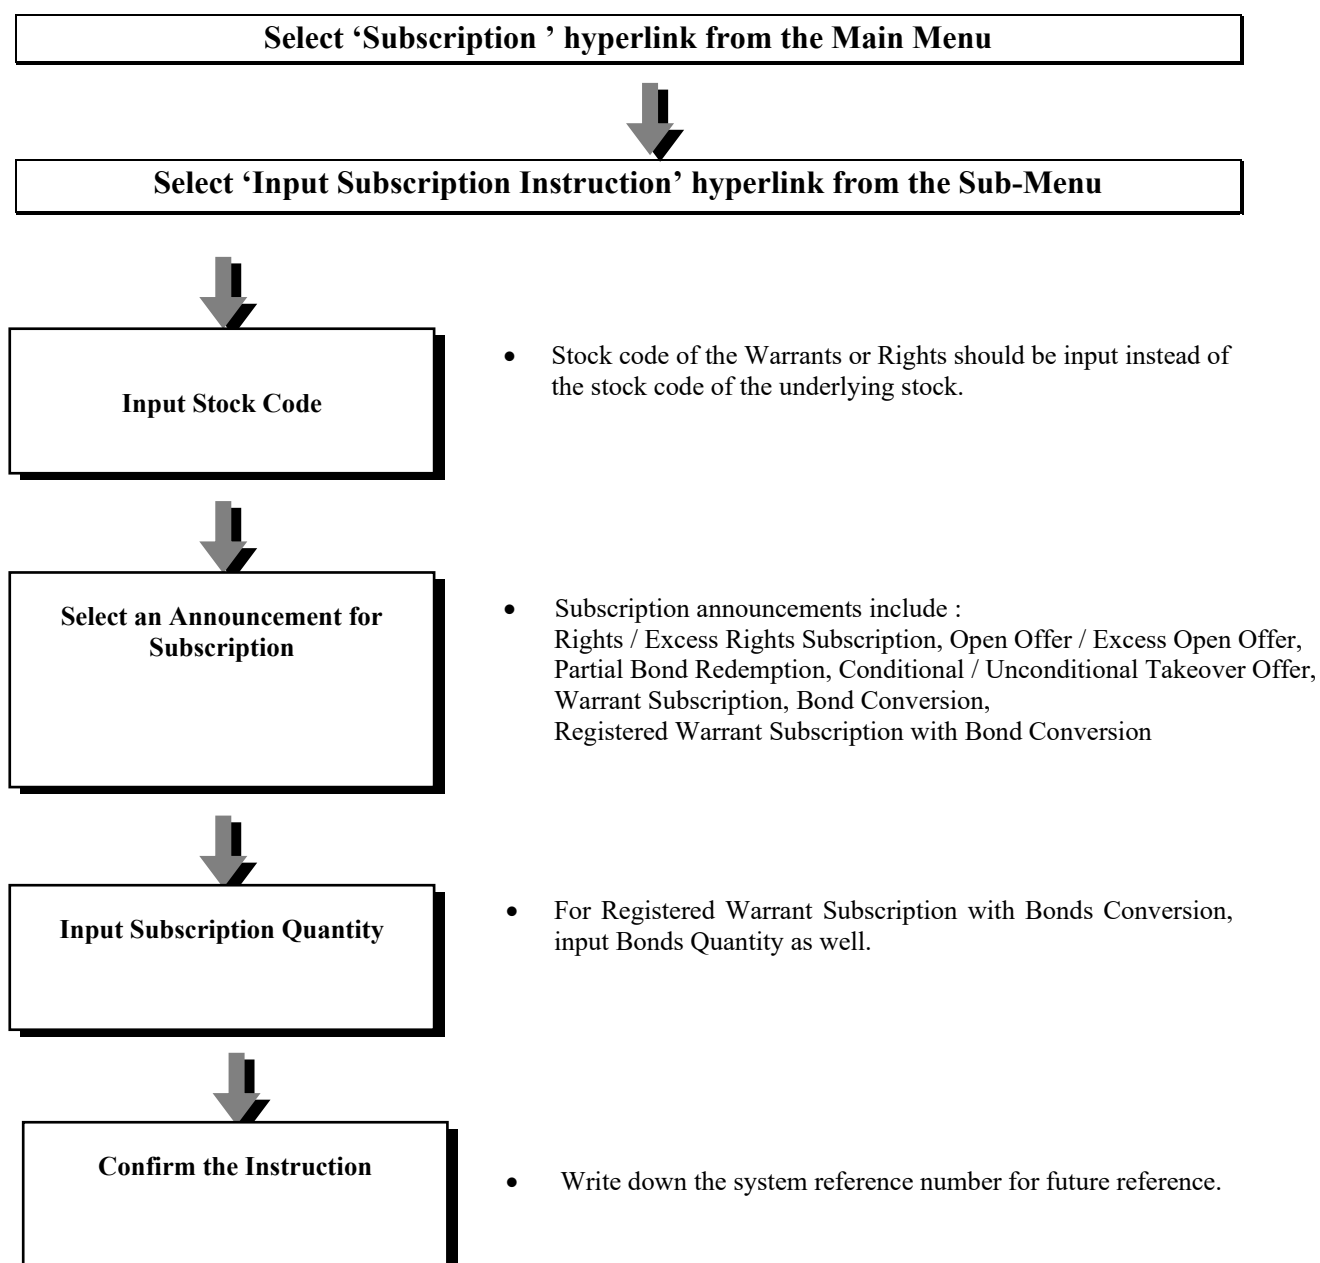 Select ‘Subscription ’ hyperlink from the Main Menu
Select ‘Input Subscription Instruction’ hyperlink from the Sub-Menu
Input Stock Code
• Stock code of the Warrants or Rights should be input instead of
the stock code of the underlying stock.
Select an Announcement for
Subscription
• Subscription announcements include :
Rights / Excess Rights Subscription, Open Offer / Excess Open Offer,
Partial Bond Redemption, Conditional / Unconditional Takeover Offer,
Warrant Subscription, Bond Conversion,
Registered Warrant Subscription with Bond Conversion
Input Subscription Quantity
• For Registered Warrant Subscription with Bonds Conversion,
input Bonds Quantity as well.
Confirm the Instruction
• Write down the system reference number for future reference.